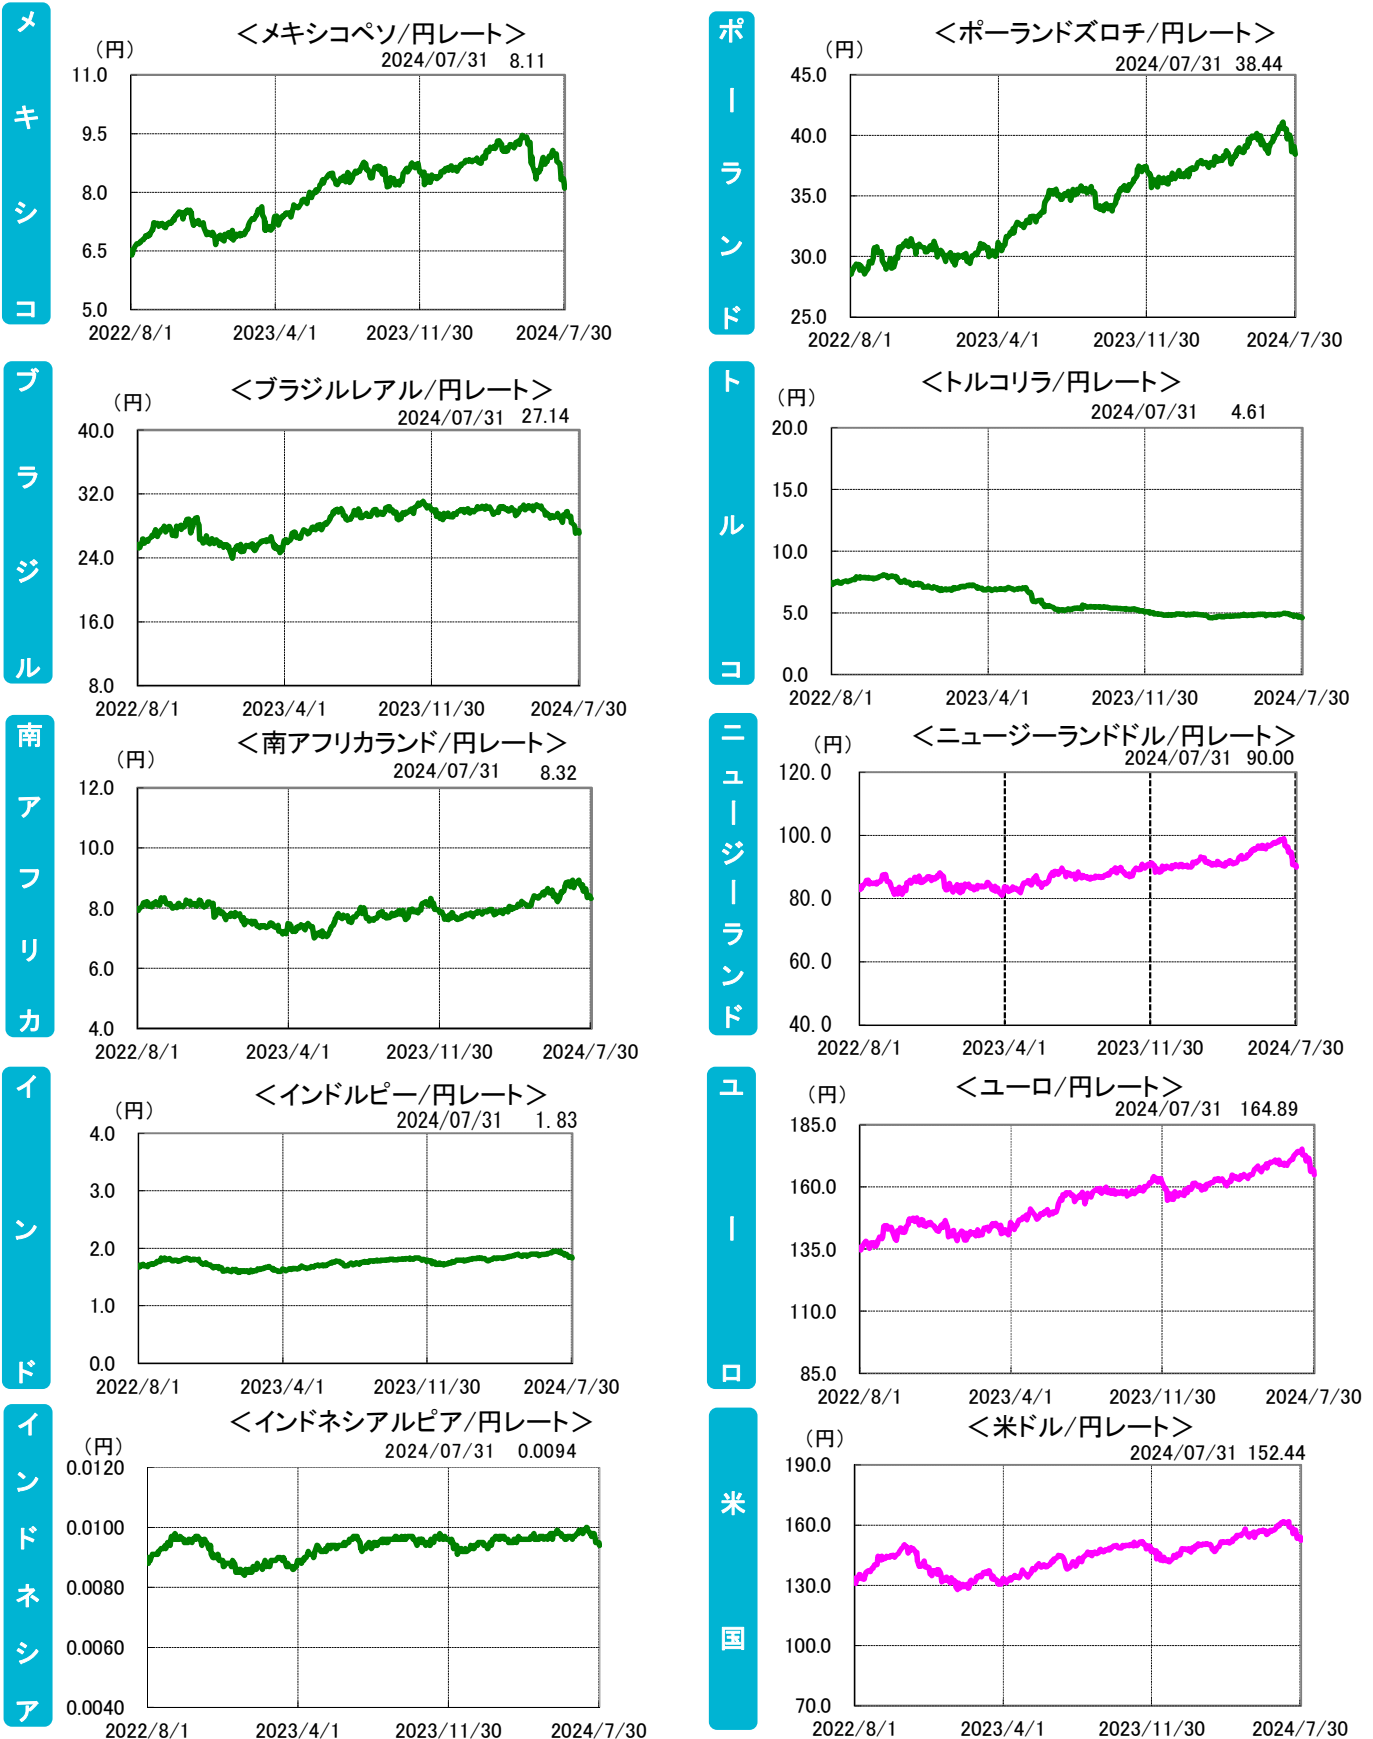 メキシコ
＜メキシコペソ/円レート＞
（円）
2024/07/31 8.11
11.0
9.5
8.0
6.5
5.0
2022/8/1 2023/4/1 2023/11/30 2024/7/30
ポーランド
＜ポーランドズロチ/円レート＞
（円）
2024/07/31 38.44
45.0
40.0
35.0
30.0
25.0
2022/8/1 2023/4/1 2023/11/30 2024/7/30
ブラジル
＜ブラジルレアル/円レート＞
（円）
2024/07/31 27.14
40.0
32.0
24.0
16.0
8.0
2022/8/1 2023/4/1 2023/11/30 2024/7/30
トルコ
＜トルコリラ/円レート＞
（円）
2024/07/31 4.61
20.0
15.0
10.0
5.0
0.0
2022/8/1 2023/4/1 2023/11/30 2024/7/30
南アフリカ
＜南アフリカランド/円レート＞
（円）
2024/07/31 8.32
12.0
10.0
8.0
6.0
4.0
2022/8/1 2023/4/1 2023/11/30 2024/7/30
ニュージーランド
＜ニュージーランドドル/円レート＞
（円）
2024/07/31 90.00
120.0
100.0
80.0
60.0
40.0
2022/8/1 2023/4/1 2023/11/30 2024/7/30
インド
＜インドルピー/円レート＞
（円）
2024/07/31 1.83
4.0
3.0
2.0
1.0
0.0
2022/8/1 2023/4/1 2023/11/30 2024/7/30
ユーロ
＜ユーロ/円レート＞
（円）
2024/07/31 164.89
185.0
160.0
135.0
110.0
85.0
2022/8/1 2023/4/1 2023/11/30 2024/7/30
インドネシア
＜インドネシアルピア/円レート＞
（円）
2024/07/31 0.0094
0.0120
0.0100
0.0080
0.0060
0.0040
2022/8/1 2023/4/1 2023/11/30 2024/7/30
米国
＜米ドル/円レート＞
（円）
2024/07/31 152.44
190.0
160.0
130.0
100.0
70.0
2022/8/1 2023/4/1 2023/11/30 2024/7/30